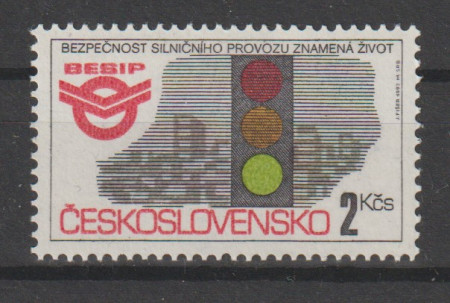 BEZPEČNOST SILNIČNÍHO PROVOZU ZNAMENÁ ŽIVOT
BESIP
ČESKOSLOVENSKO 2 Kčs